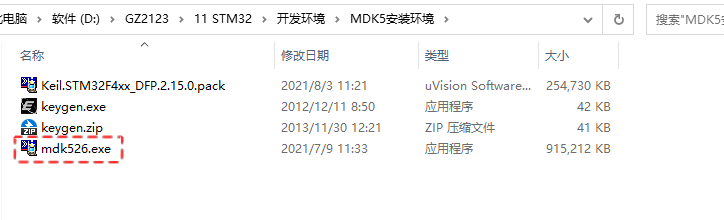 比电脑 > 软件 (D:) > GZ2123 > 11 STM32 > 开发环境 > MDK5安装环境 搜索"MDK5安
名称 修改日期 类型 大小
Keil.STM32F4xx_DFP.2.15.0.pack 2021/8/3 11:21 uVision Software... 254,730 KB
keygen.exe 2012/12/11 8:50 应用程序 42 KB
keygen.zip 2013/11/30 12:21 ZIP 压缩文件 41 KB
mdk526.exe 2021/7/9 11:33 应用程序 915,212 KB